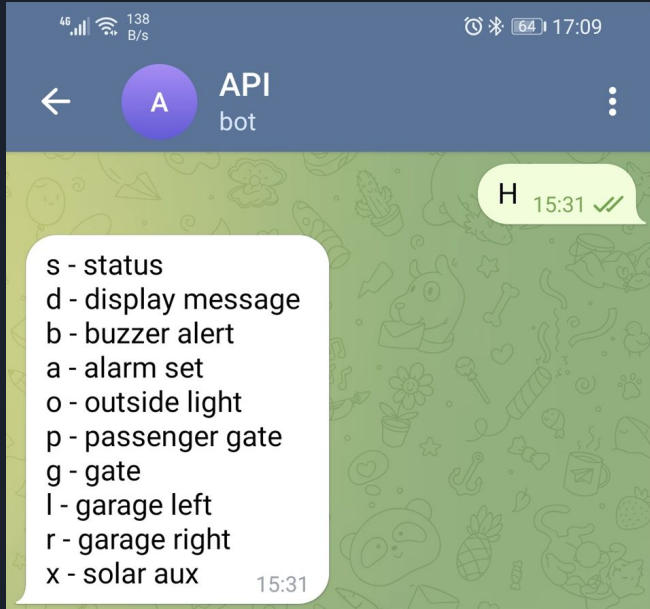 4G 138 B/s 64 17:09
A API
bot
H 15:31
s - status
d - display message
b - buzzer alert
a - alarm set
o - outside light
p - passenger gate
g - gate
l - garage left
r - garage right
x - solar aux 15:31